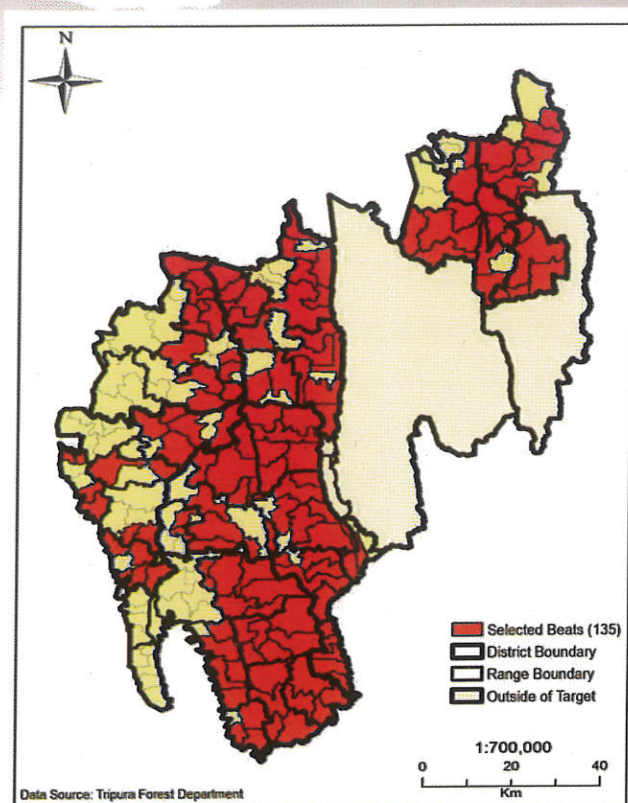 N
Selected Beats (135)
District Boundary
Range Boundary
Outside of Target
1:700,000
0 20 40
Km
Data Source: Tripura Forest Department